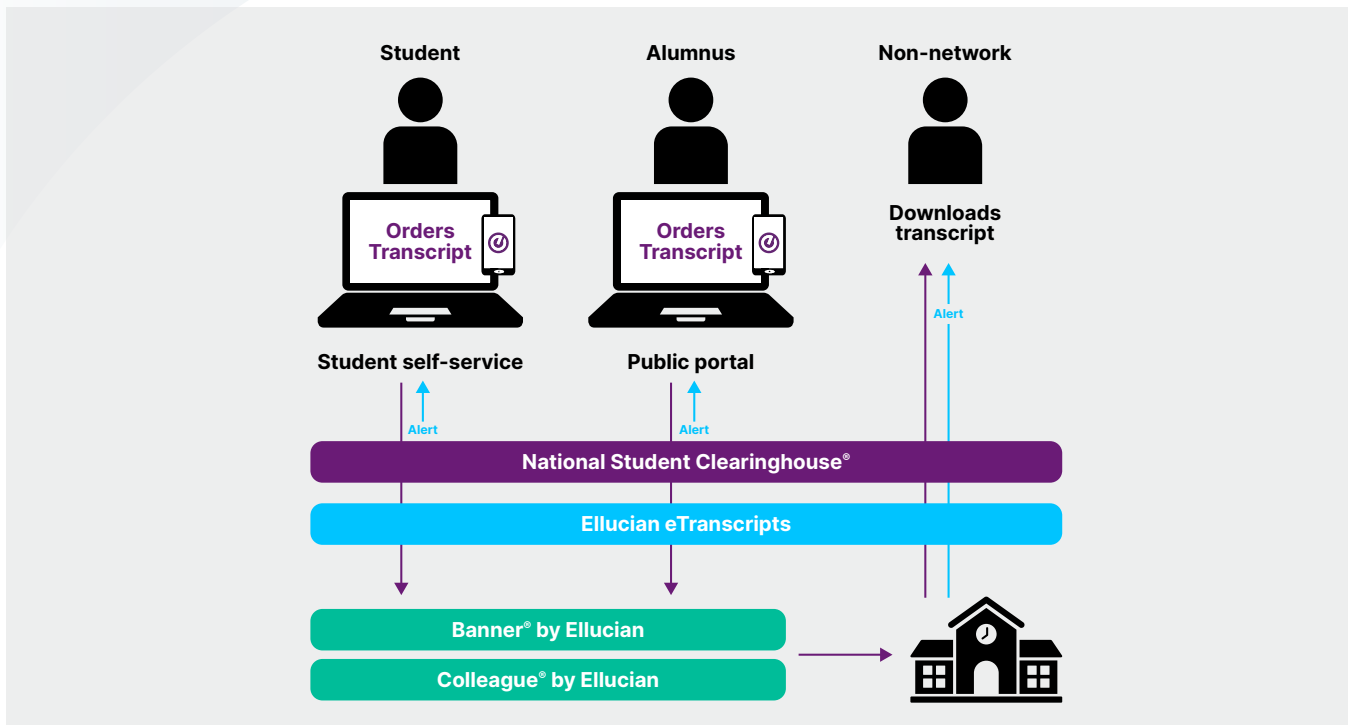 Student
Alumnus
Non-network
Orders
Transcript
Orders
Transcript
Downloads
transcript
Student self-service
Public portal
Alert
Alert
Alert
National Student Clearinghouse®
Ellucian eTranscripts
Banner® by Ellucian
Colleague® by Ellucian